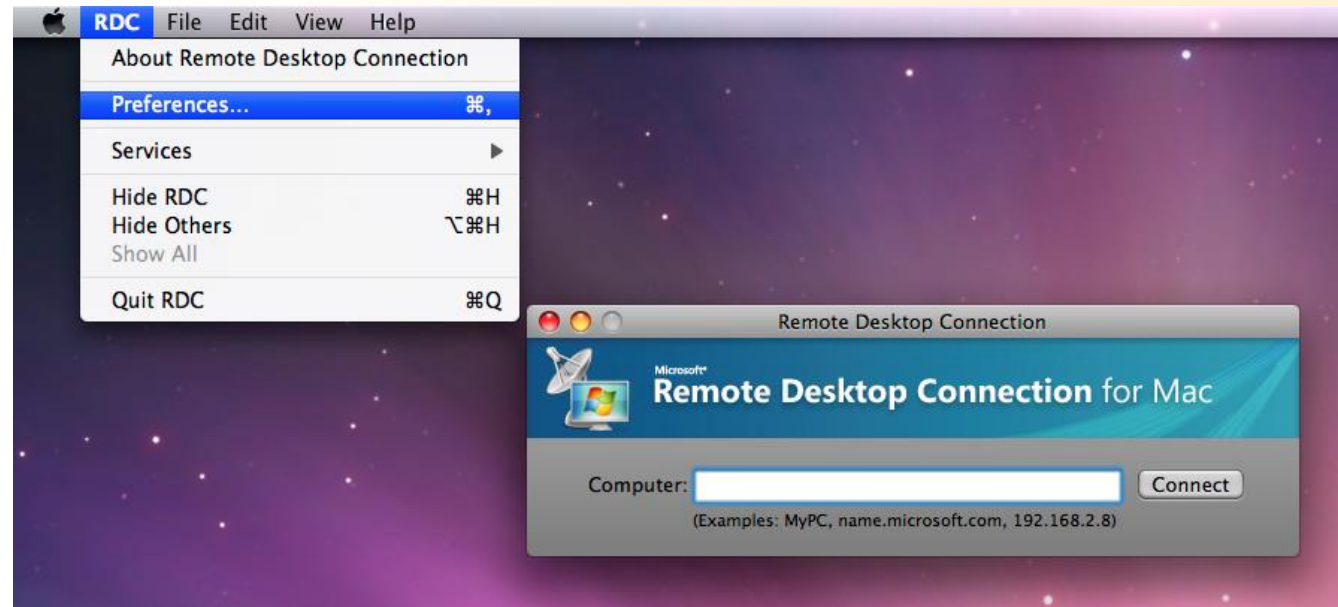 RDC File Edit View Help
About Remote Desktop Connection
Preferences... ⌘,
Services ▶
Hide RDC ⌘H
Hide Others ⌥⌘H
Show All
Quit RDC ⌘Q
Remote Desktop Connection
Microsoft®
Remote Desktop Connection for Mac
Computer: Connect
(Examples: MyPC, name.microsoft.com, 192.168.2.8)